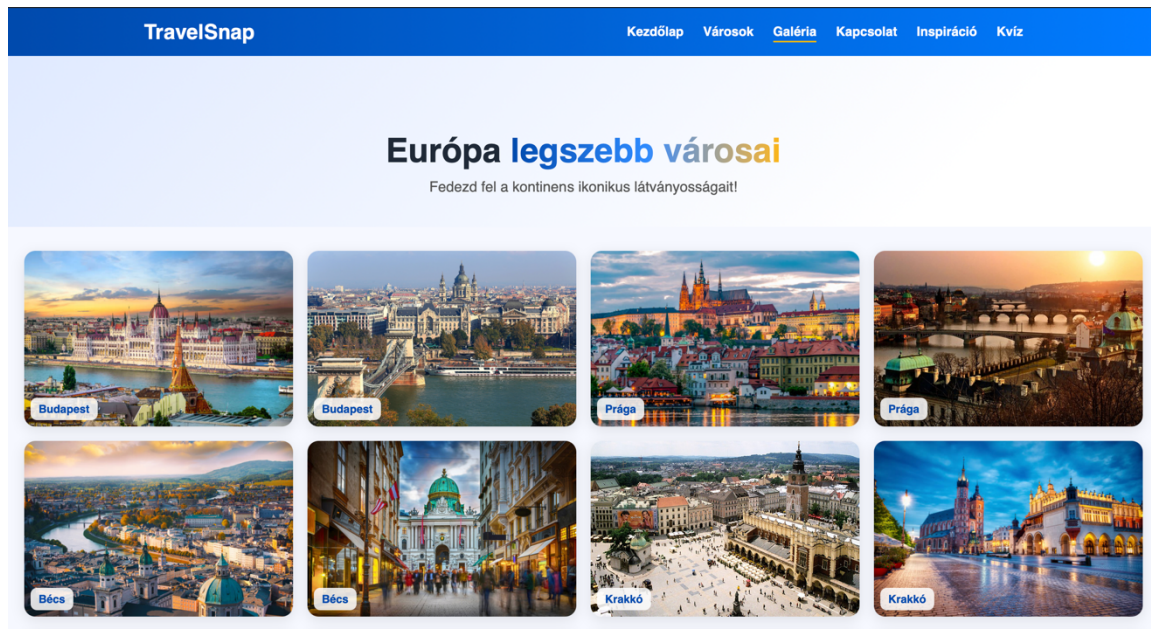 TravelSnap
Kezdőlap Városok Galéria Kapcsolat Inspiráció Kvíz
Európa legszebb városai
Fedezd fel a kontinens ikonikus látványosságait!
Budapest
Budapest
Prága
Prága
Bécs
Bécs
Krakkó
Krakkó